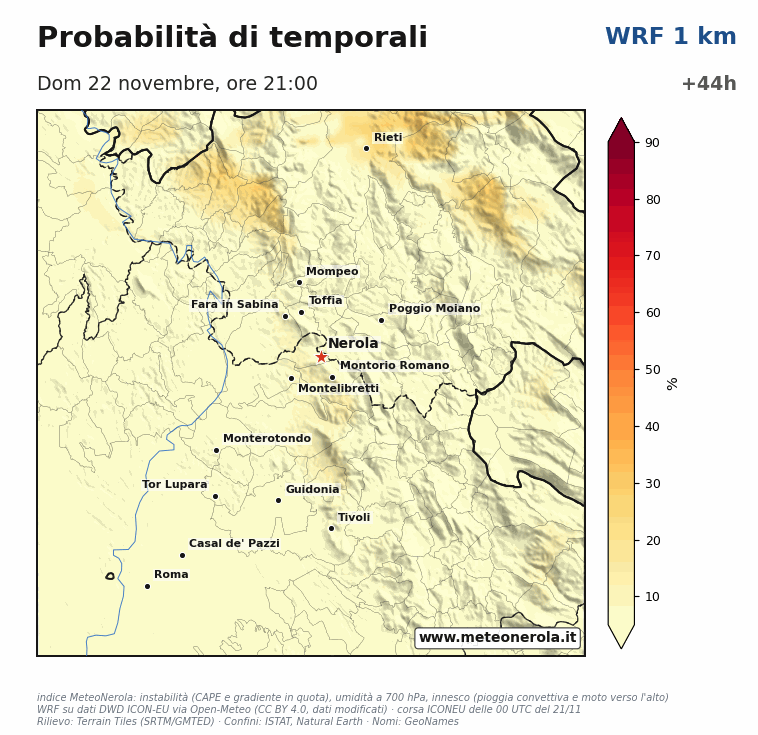 Probabilità di temporali
WRF 1 km
Dom 22 novembre, ore 21:00
+44h
Rieti
Mompeo
Toffia
Fara in Sabina
Poggio Moiano
Nerola
Montorio Romano
Montelibretti
Monterotondo
Tor Lupara
Guidonia
Tivoli
Casal de' Pazzi
Roma
www.meteonerola.it
90
80
70
60
50
40
30
20
10
%
indice MeteoNerola: instabilità (CAPE e gradiente in quota), umidità a 700 hPa, innesco (pioggia convettiva e moto verso l'alto)
WRF su dati DWD ICON-EU via Open-Meteo (CC BY 4.0, dati modificati) · corsa ICONEU delle 00 UTC del 21/11
Rilievo: Terrain Tiles (SRTM/GMTED) · Confini: ISTAT, Natural Earth · Nomi: GeoNames